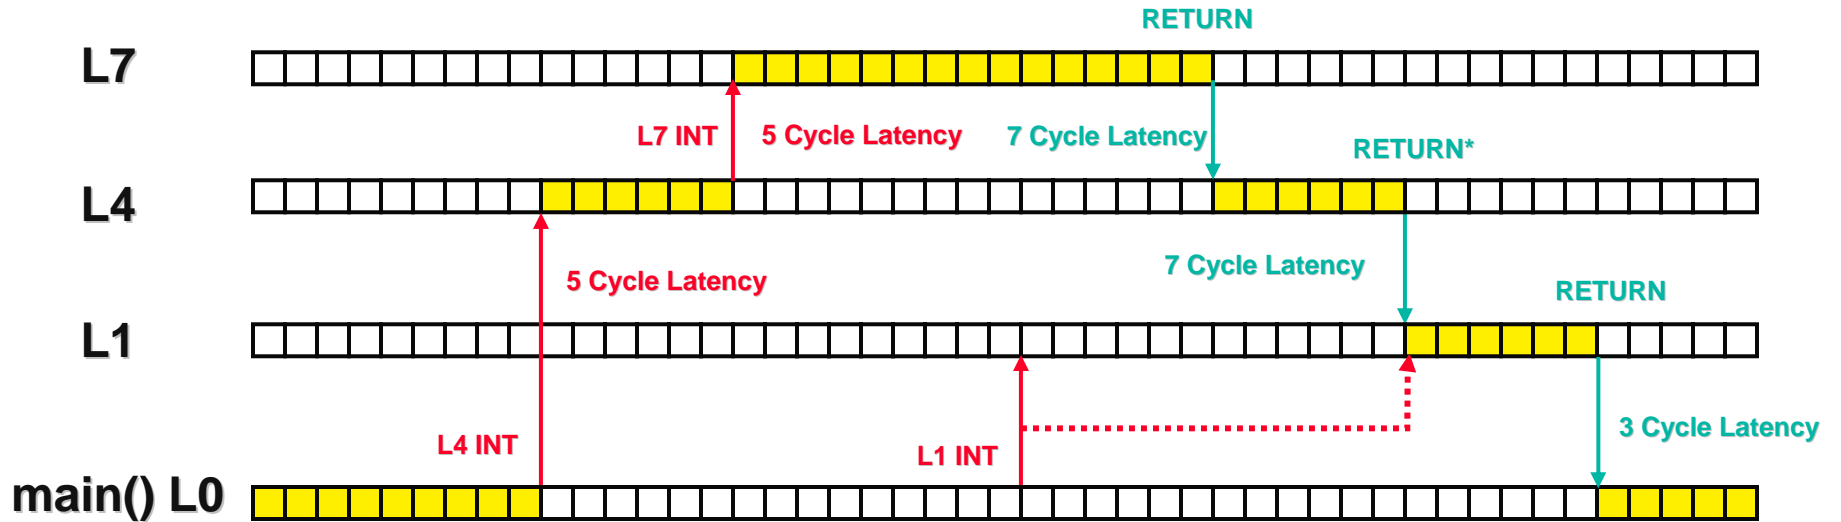 RETURN
L7
L7 INT
5 Cycle Latency
7 Cycle Latency
RETURN*
L4
5 Cycle Latency
7 Cycle Latency
RETURN
L1
L4 INT
L1 INT
3 Cycle Latency
main() L0